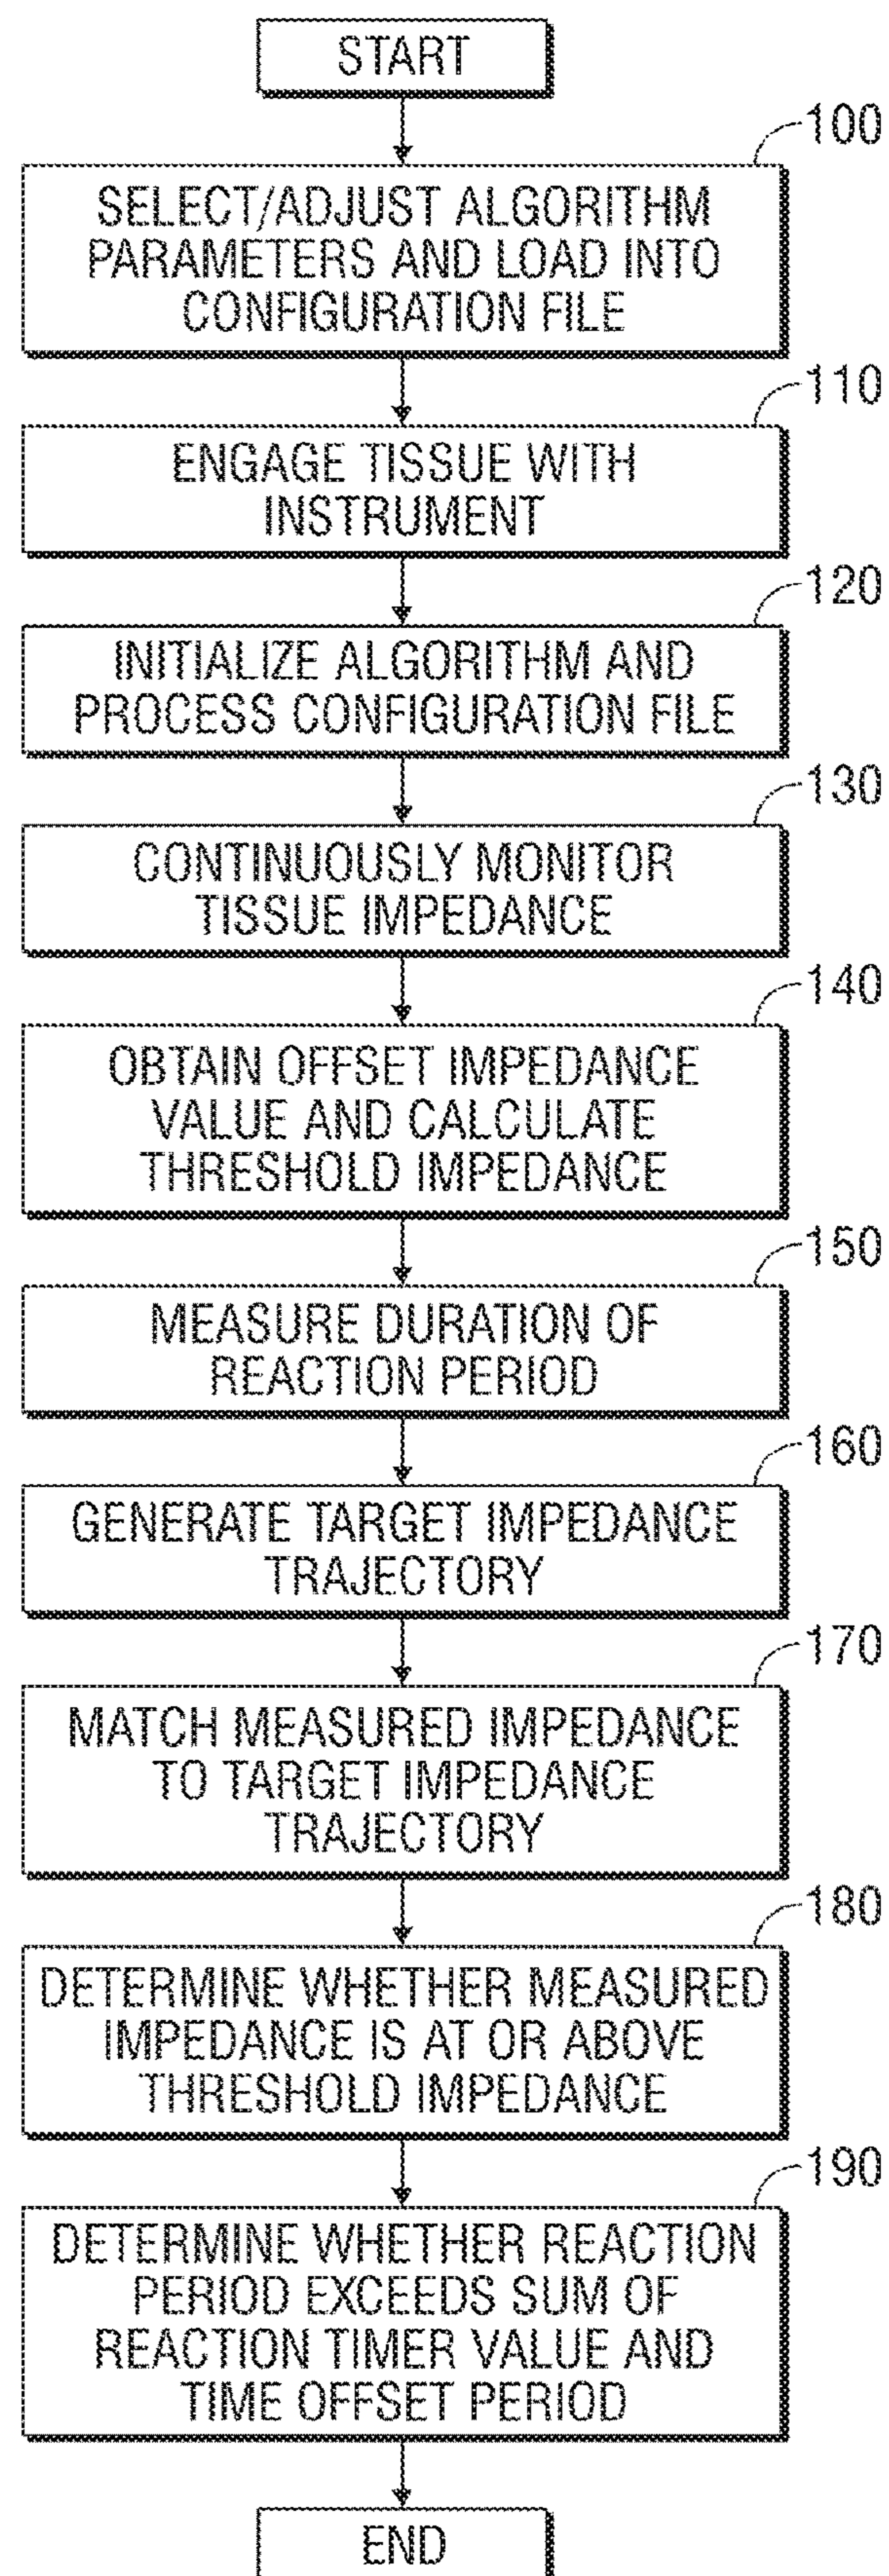 START
100
SELECT/ADJUST ALGORITHM
PARAMETERS AND LOAD INTO
CONFIGURATION FILE
110
ENGAGE TISSUE WITH
INSTRUMENT
120
INITIALIZE ALGORITHM AND
PROCESS CONFIGURATION FILE
130
CONTINUOUSLY MONITOR
TISSUE IMPEDANCE
140
OBTAIN OFFSET IMPEDANCE
VALUE AND CALCULATE
THRESHOLD IMPEDANCE
150
MEASURE DURATION OF
REACTION PERIOD
160
GENERATE TARGET IMPEDANCE
TRAJECTORY
170
MATCH MEASURED IMPEDANCE
TO TARGET IMPEDANCE
TRAJECTORY
180
DETERMINE WHETHER MEASURED
IMPEDANCE IS AT OR ABOVE
THRESHOLD IMPEDANCE
190
DETERMINE WHETHER REACTION
PERIOD EXCEEDS SUM OF
REACTION TIMER VALUE AND
TIME OFFSET PERIOD
END